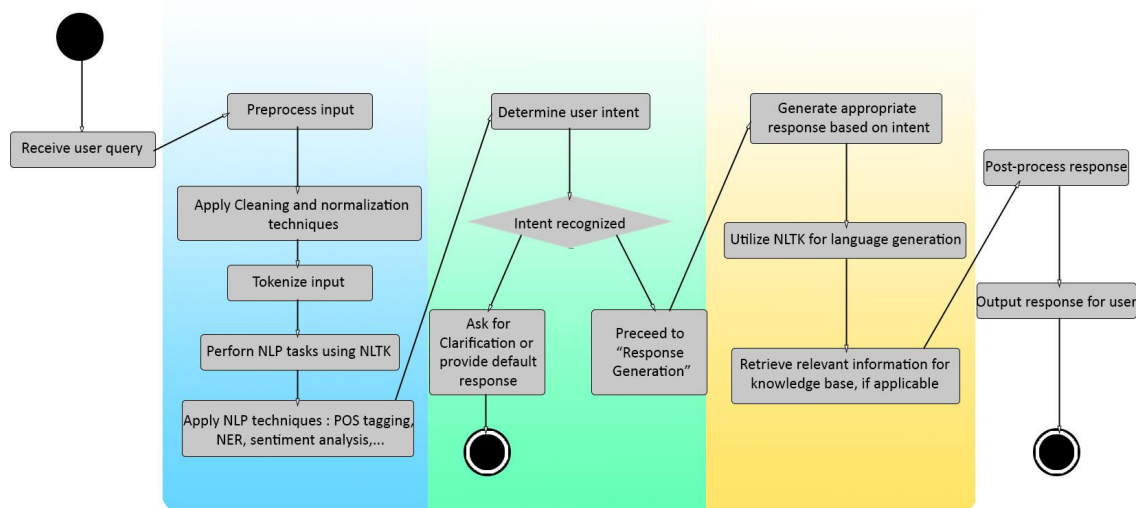 Receive user query
Preprocess input
Apply Cleaning and normalization
techniques
Tokenize input
Perforn NLP tasks using NLTK
Apply NLP techniques : POS tagging,
NER, sentiment analysis,...
Determine user intent
Intent recognized
Ask for
Clarification or
provide default
response
Preceed to
“Response
Generation”
Generate appropriate
response based on intent
Utilize NLTK for language generation
Retrieve relevant information for
knowledge base, if applicable
Post-process response
Output response for user